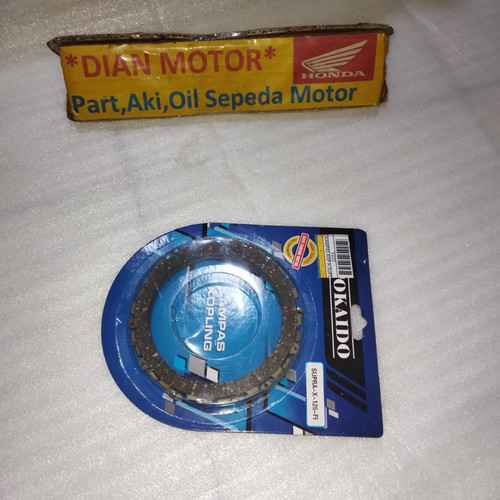 *DIAN MOTOR*
HONDA
Part,Aki,Oil Sepeda Motor
OKAIDO
SUPRA-X-125-FI
KAMPAS
KOPLING